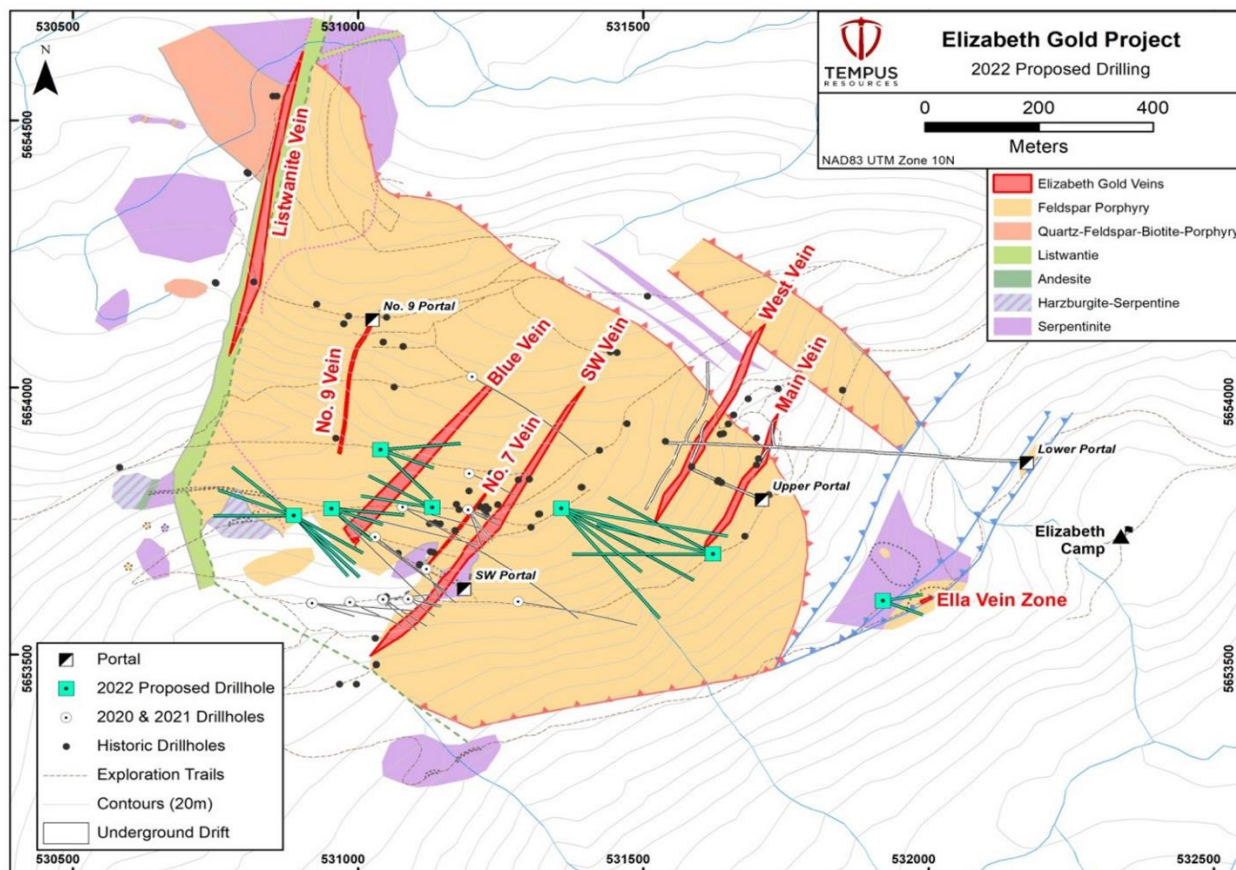 530500
531000
531500
N
TEMPUS
RESOURCES
Elizabeth Gold Project
2022 Proposed Drilling
0
200
400
Meters
NAD83 UTM Zone 10N
Elizabeth Gold Veins
Feldspar Porphyry
Quartz-Feldspar-Biotite-Porphyry
Listwantie
Andesite
Harzburgite-Serpentine
Serpentinite
5654500
5654000
5653500
5654000
5653500
Listwanite Vein
No. 9 Portal
No. 9 Vein
Blue Vein
SW Vein
No. 7 Vein
West Vein
Main Vein
Lower Portal
Upper Portal
SW Portal
Elizabeth
Camp
Ella Vein Zone
Portal
2022 Proposed Drillhole
2020 & 2021 Drillholes
Historic Drillholes
Exploration Trails
Contours (20m)
Underground Drift
530500
531000
531500
532000
532500